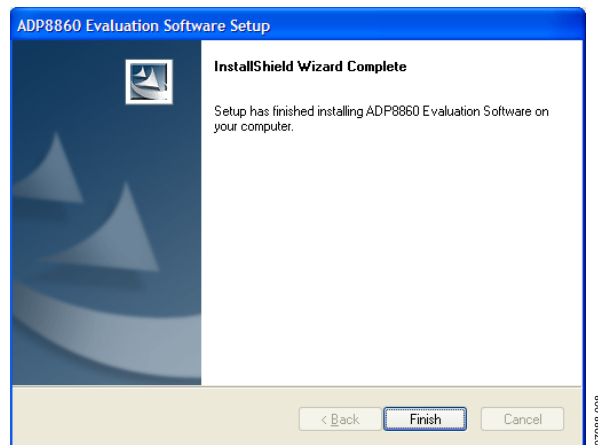 ADP8860 Evaluation Software Setup
InstallShield Wizard Complete
Setup has finished installing ADP8860 Evaluation Software on
your computer.
< Back
Finish
Cancel